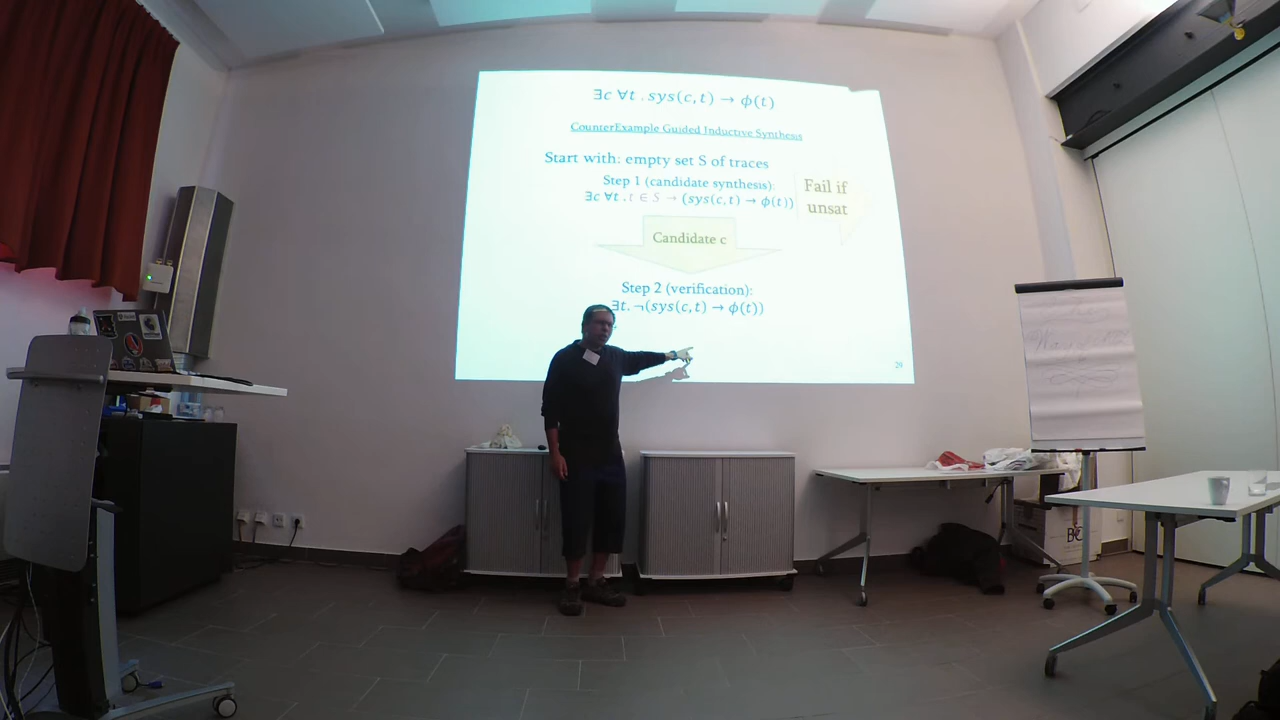 ∃c ∀t . sys(c, t) → ϕ(t)
CounterExample Guided Inductive Synthesis
Start with: empty set S of traces
Step 1 (candidate synthesis):
∃c ∀t . t ∈ S → (sys(c, t) → ϕ(t))
Fail if
unsat
Candidate c
Step 2 (verification):
∃t. ¬(sys(c, t) → ϕ(t))
29